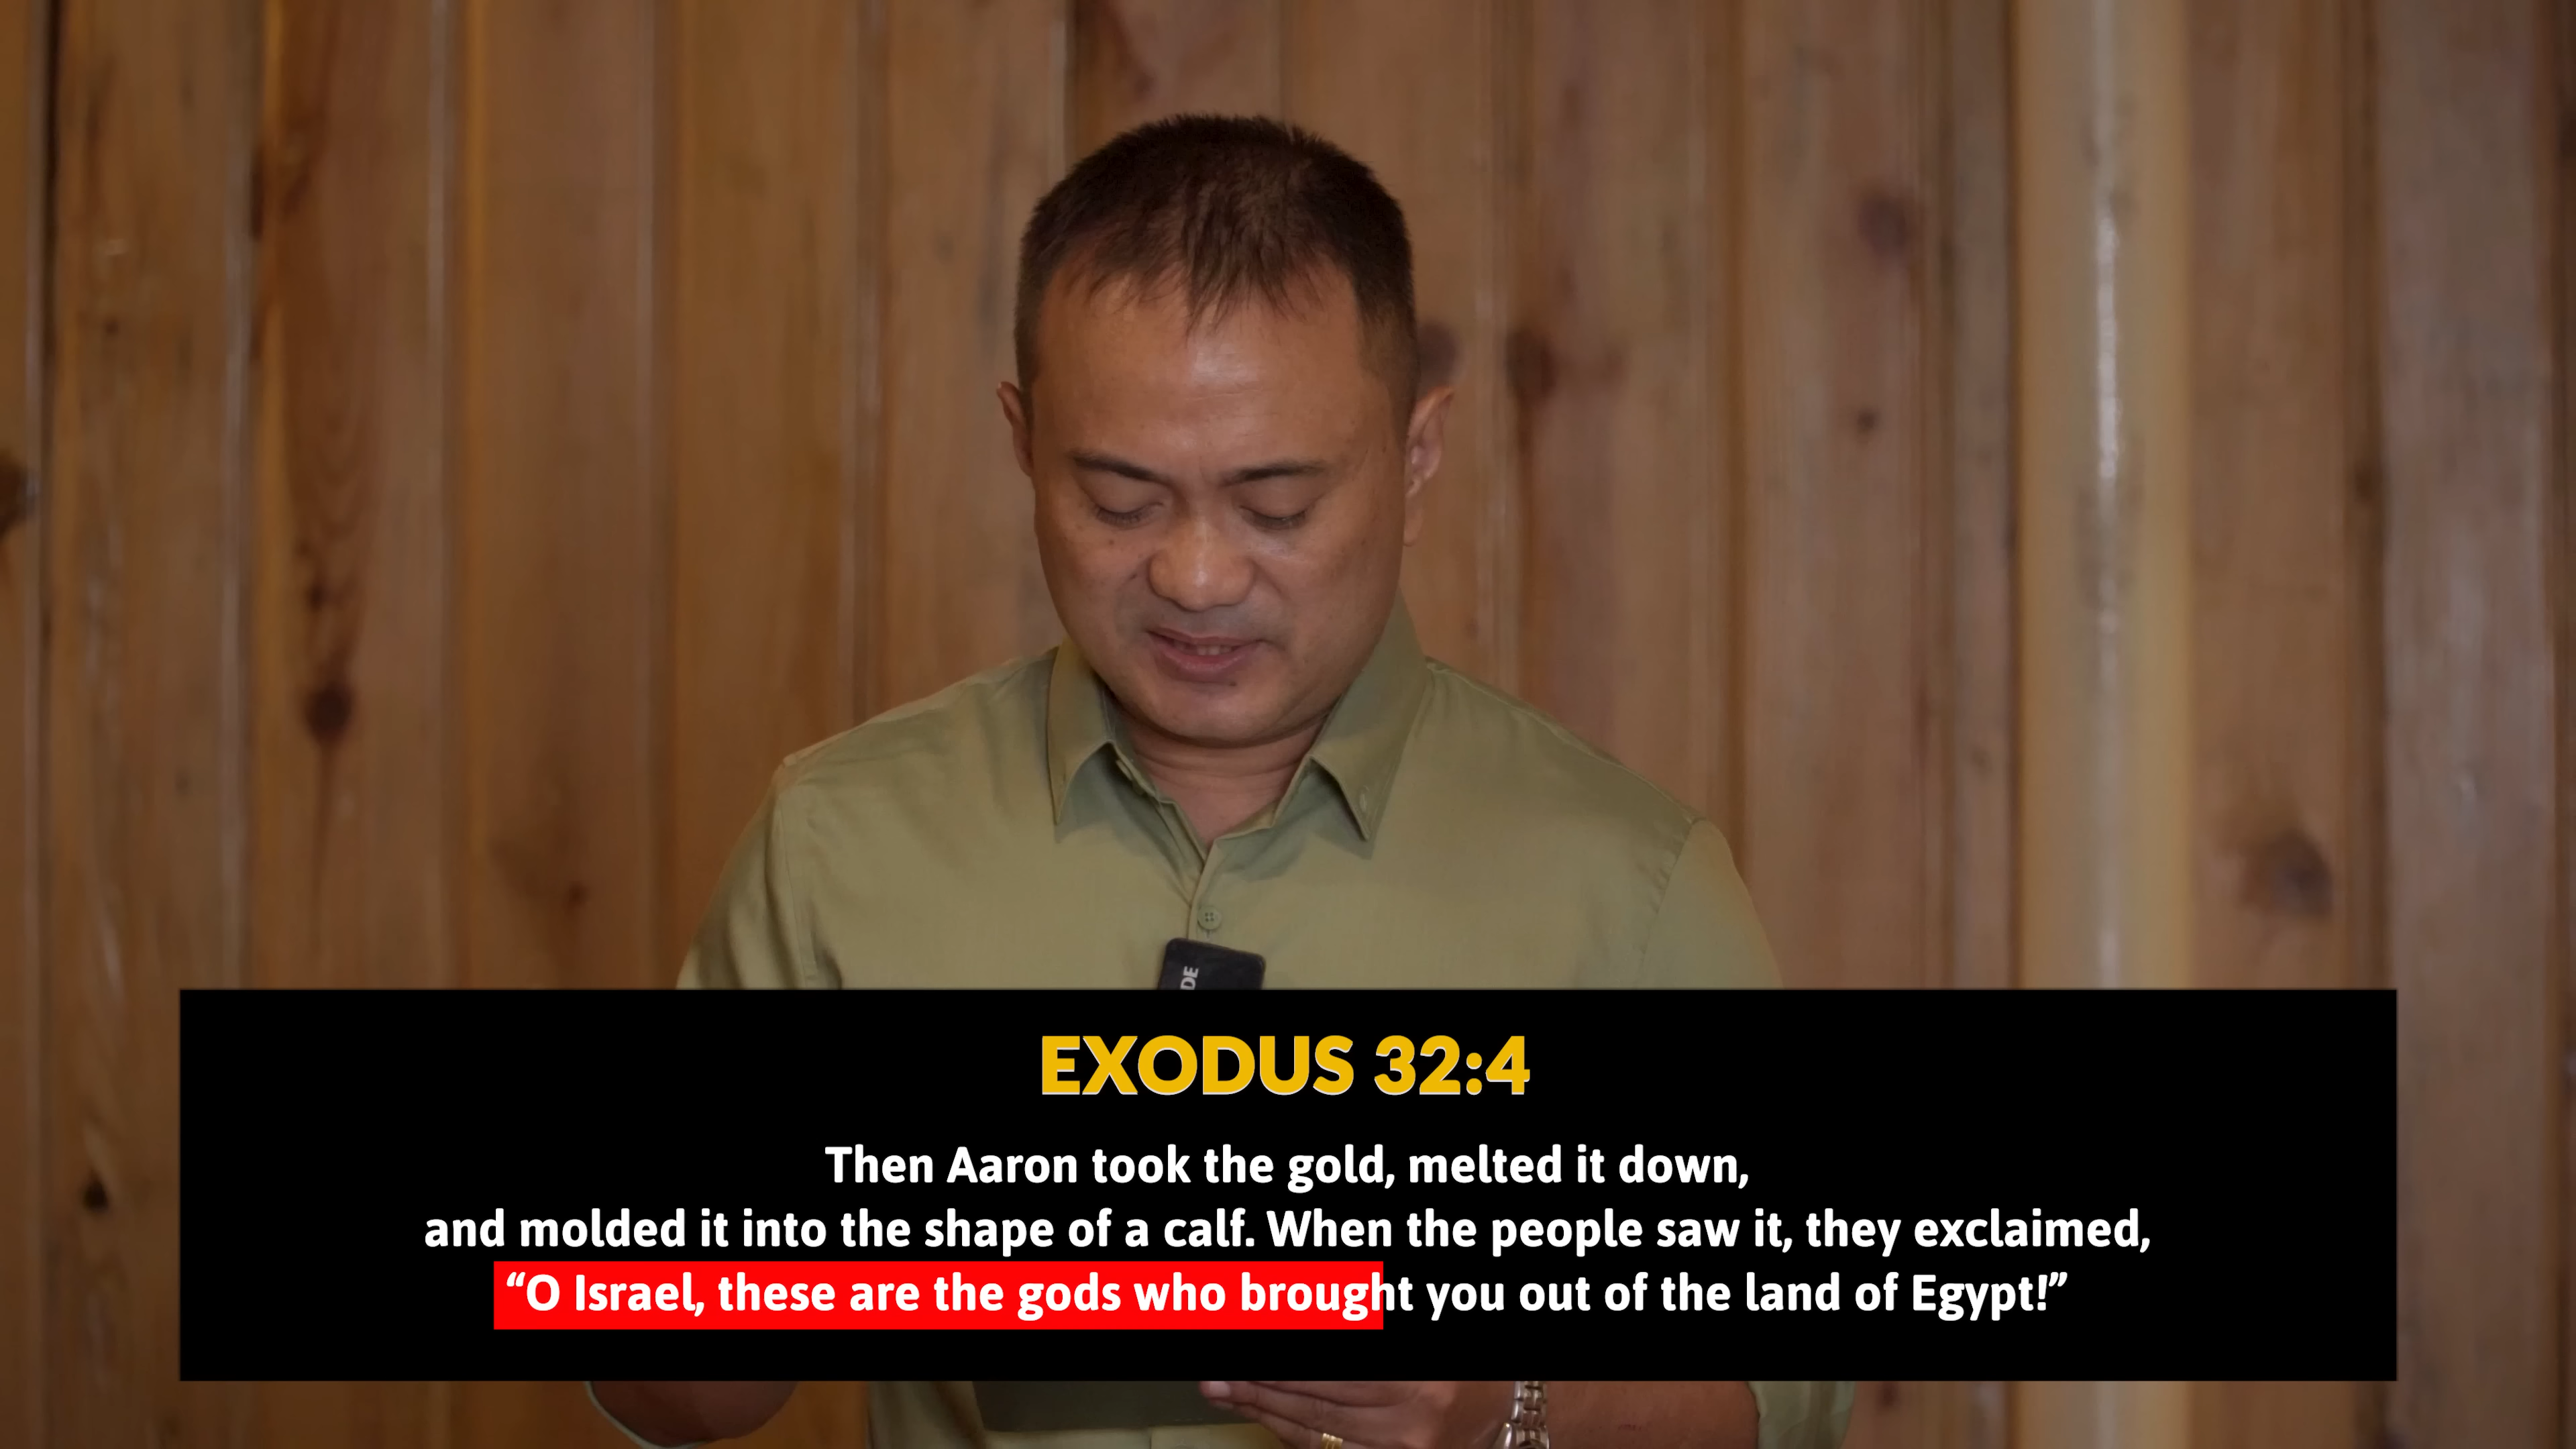 DE
EXODUS 32:4
Then Aaron took the gold, melted it down,
and molded it into the shape of a calf. When the people saw it, they exclaimed,
“O Israel, these are the gods who brought you out of the land of Egypt!”